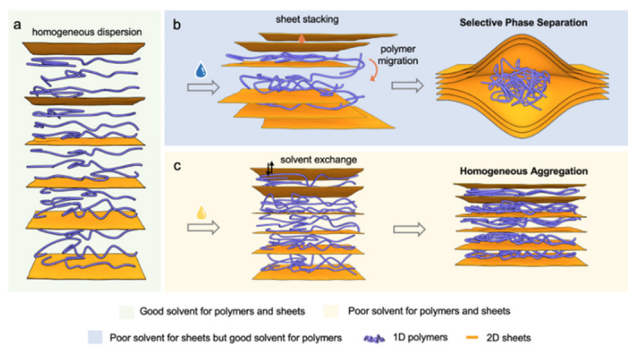 a
homogeneous dispersion
b
sheet stacking
polymer
migration
Selective Phase Separation
c
solvent exchange
Homogeneous Aggregation
Good solvent for polymers and sheets
Poor solvent for polymers and sheets
Poor solvent for sheets but good solvent for polymers
1D polymers
2D sheets